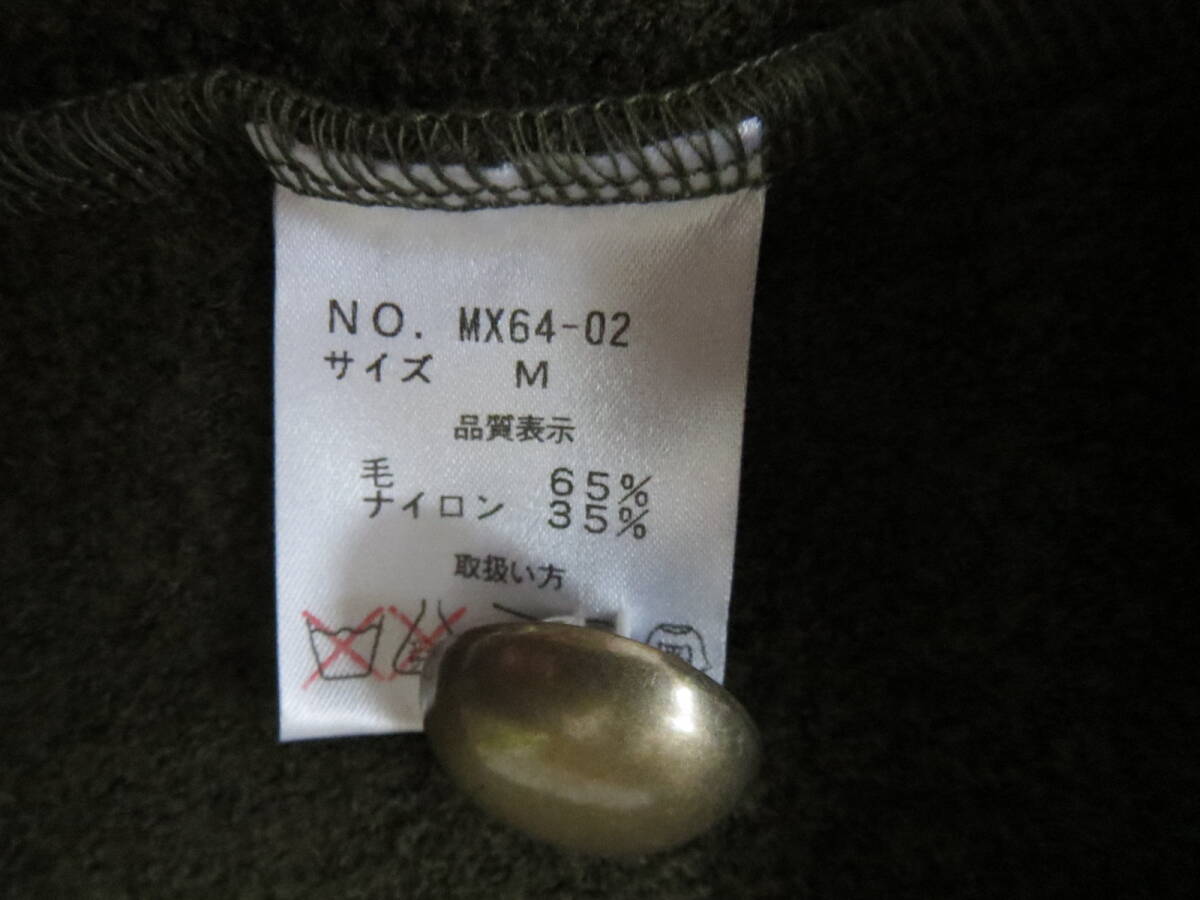 NO. MX64-02
サイズ M
品質表示
毛 65%
ナイロン 35%
取扱い方